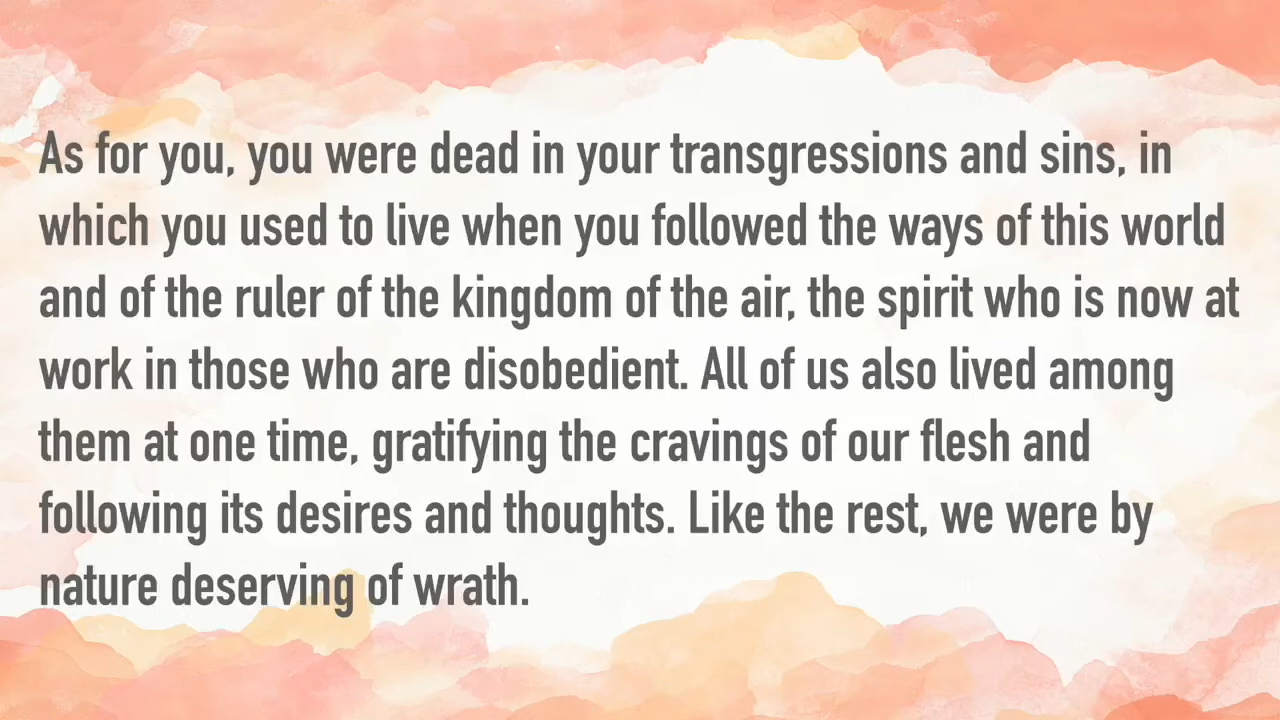 As for you, you were dead in your transgressions and sins, in
which you used to live when you followed the ways of this world
and of the ruler of the kingdom of the air, the spirit who is now at
work in those who are disobedient. All of us also lived among
them at one time, gratifying the cravings of our flesh and
following its desires and thoughts. Like the rest, we were by
nature deserving of wrath.